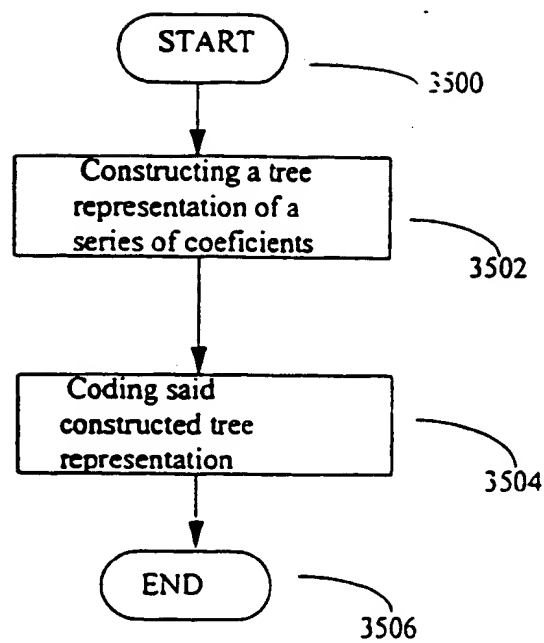 START
3500
Constructing a tree
representation of a
series of coeficients
3502
Coding said
constructed tree
representation
3504
END
3506